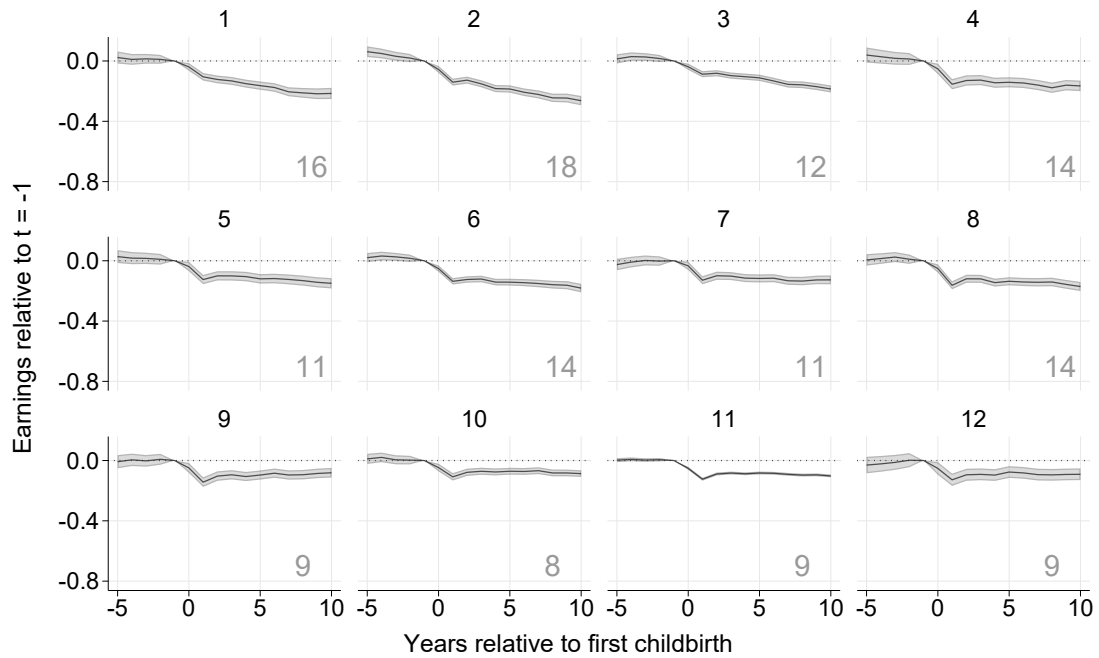 1 2 3 4
0.0
-0.4
-0.8
16 18 12 14
5 6 7 8
0.0
-0.4
-0.8
11 14 11 14
9 10 11 12
0.0
-0.4
-0.8
9 8 9 9
-5 0 5 10 -5 0 5 10 -5 0 5 10 -5 0 5 10
Earnings relative to t = -1
Years relative to first childbirth